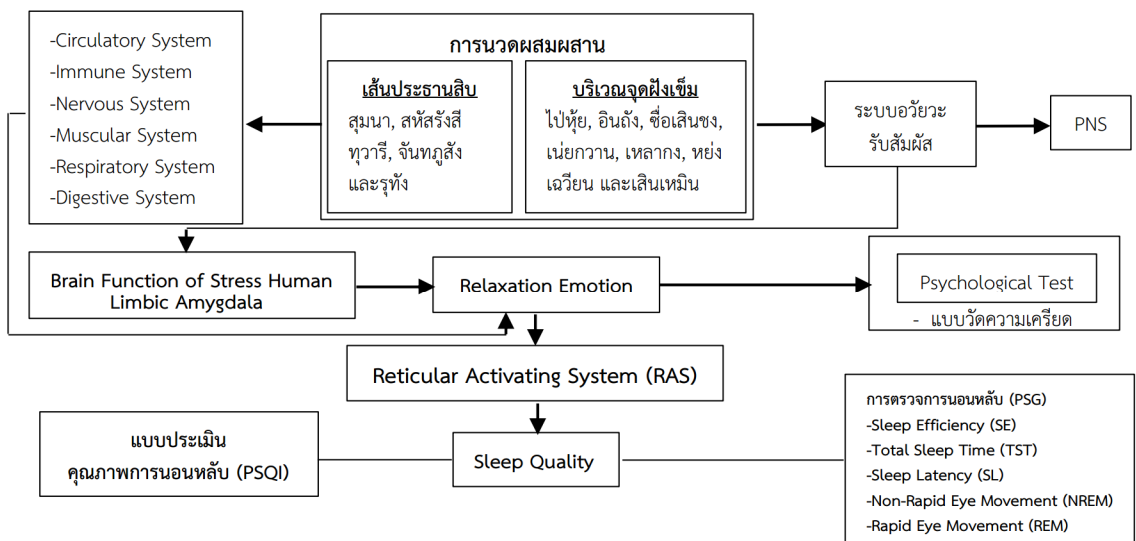 -Circulatory System
-Immune System
-Nervous System
-Muscular System
-Respiratory System
-Digestive System
การนวดผสมผสาน
เส้นประธานสิบ
สุมนา, สหัสรังสี
ทุวารี, จันทภูสัง
และรุทัง
บริเวณจุดฝังเข็ม
ไป่หุ้ย, อินถัง, ซื่อเสินชง,
เน่ยกวาน, เหลากง, หย่ง
เฉวียน และเสินเหมิน
ระบบอวัยวะ
รับสัมผัส
PNS
Brain Function of Stress Human
Limbic Amygdala
Relaxation Emotion
Psychological Test
- แบบวัดความเครียด
Reticular Activating System (RAS)
แบบประเมิน
คุณภาพการนอนหลับ (PSQI)
Sleep Quality
การตรวจการนอนหลับ (PSG)
-Sleep Efficiency (SE)
-Total Sleep Time (TST)
-Sleep Latency (SL)
-Non-Rapid Eye Movement (NREM)
-Rapid Eye Movement (REM)